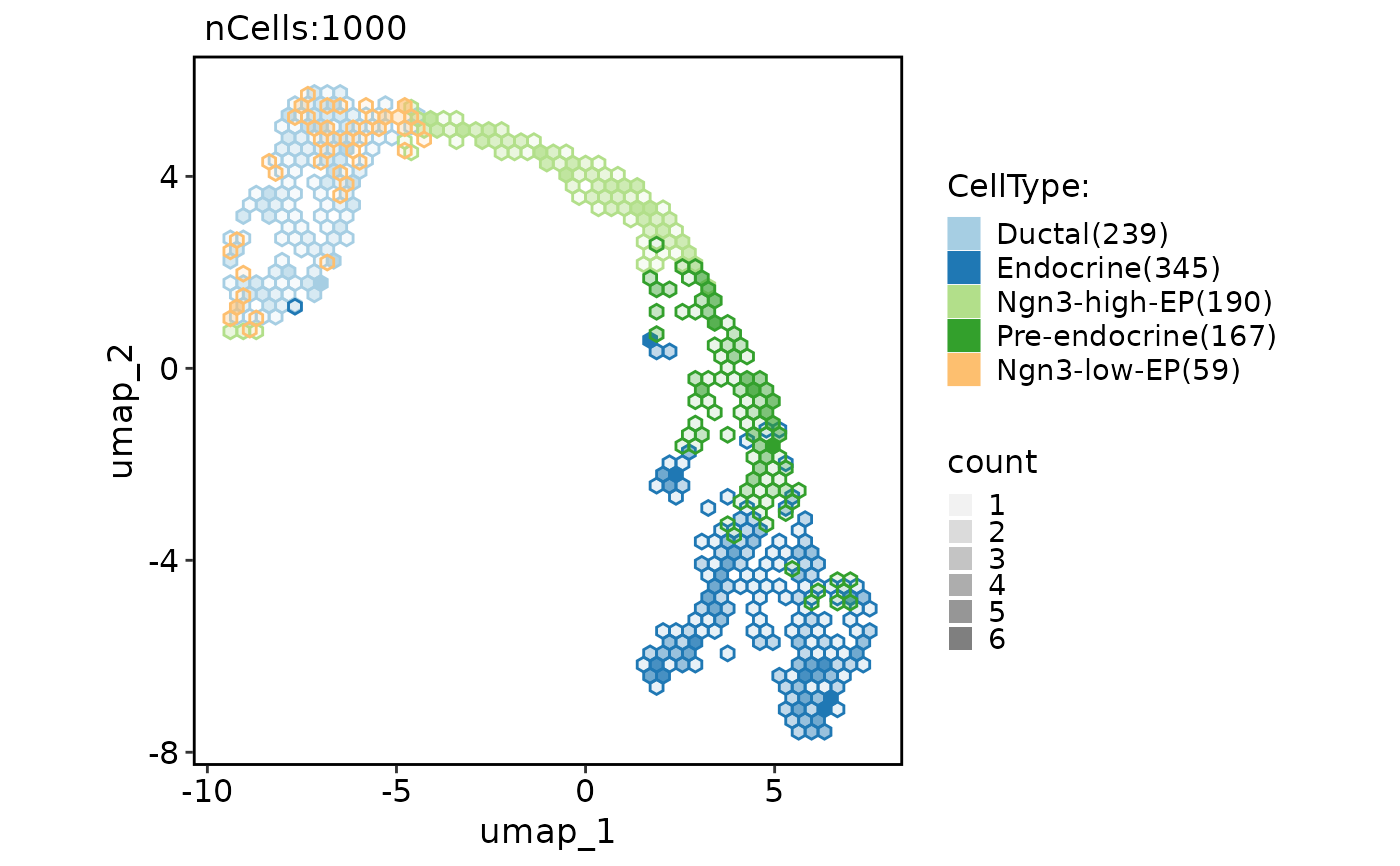 nCells:1000
umap_2
4
0
-4
-8
-10
-5
0
5
umap_1
CellType:
Ductal(239)
Endocrine(345)
Ngn3-high-EP(190)
Pre-endocrine(167)
Ngn3-low-EP(59)
count
1
2
3
4
5
6